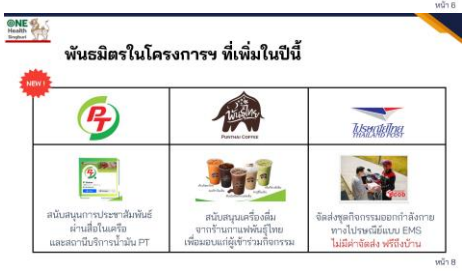 หน้า 6
ONE
Health
Singburi
พันธมิตรในโครงการฯ ที่เพิ่มในปีนี้
NEW !
PT
พันธุ์ไทย
PUNTHAI COFFEE
ไปรษณีย์ไทย
THAILAND POST
สนับสนุนการประชาสัมพันธ์
ผ่านสื่อในเครือ
และสถานีบริการน้ำมัน PT
สนับสนุนเครื่องดื่ม
จากร้านกาแฟพันธุ์ไทย
เพื่อมอบแก่ผู้เข้าร่วมกิจกรรม
จัดส่งชุดกิจกรรมออกกำลังกาย
ทางไปรษณีย์แบบ EMS
ไม่มีค่าจัดส่ง ฟรีถึงบ้าน
หน้า 8